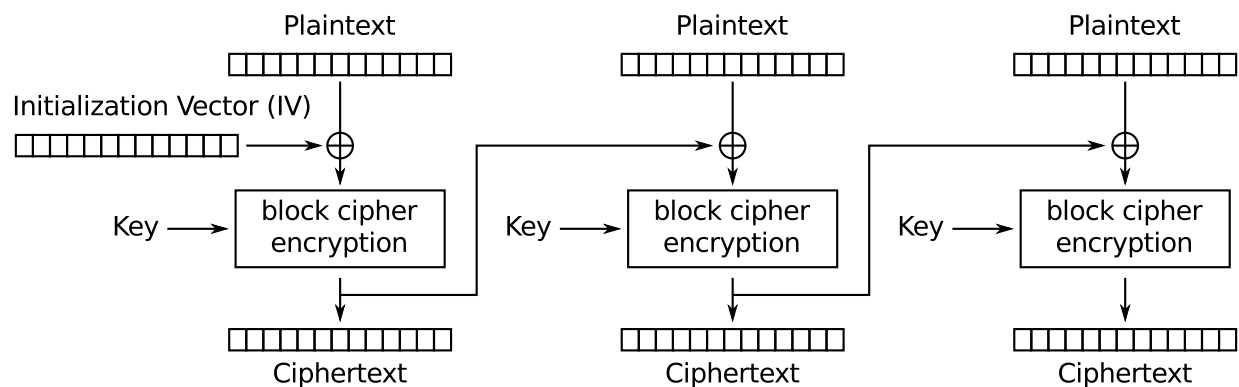 Plaintext
Plaintext
Plaintext
Initialization Vector (IV)
Key
block cipher
encryption
Key
block cipher
encryption
Key
block cipher
encryption
Ciphertext
Ciphertext
Ciphertext